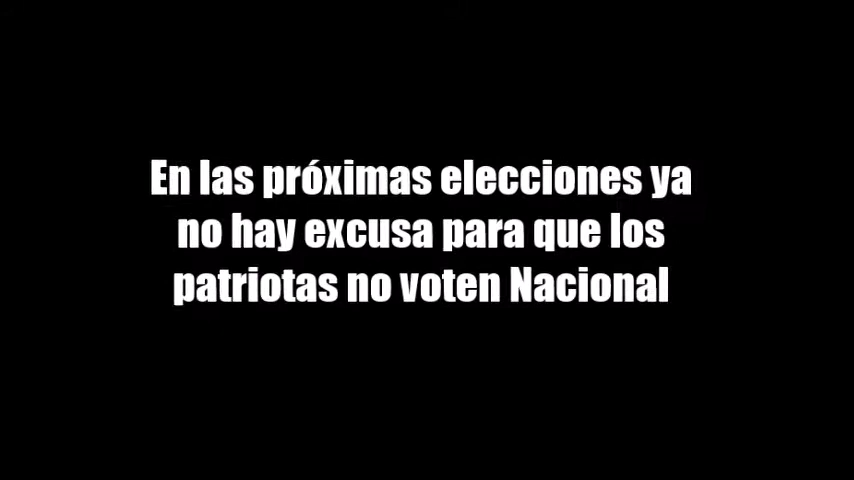 En las próximas elecciones ya
no hay excusa para que los
patriotas no voten Nacional